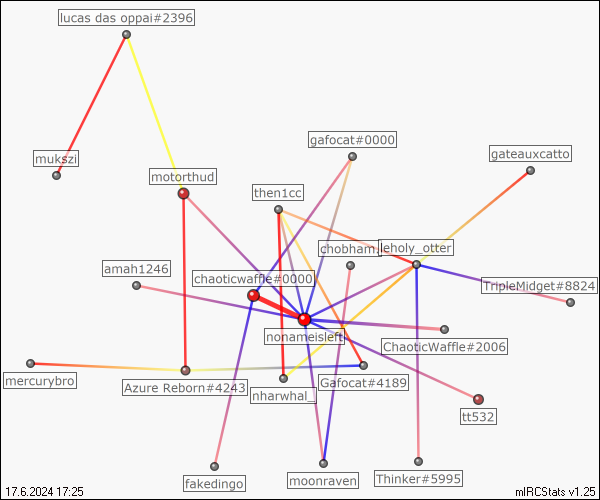 lucas das oppai#2396
gafocat#0000
mukszi
gateauxcatto
motorthud
then1cc
chobham
leholy_otter
amah1246
chaoticwaffle#0000
TripleMidget#8824
nonameisleft
ChaoticWaffle#2006
mercurybro
Azure Reborn#4243
Gafocat#4189
nharwhal_
tt532
fakedingo
moonraven
Thinker#5995
17.6.2024 17:25
mIRCStats v1.25